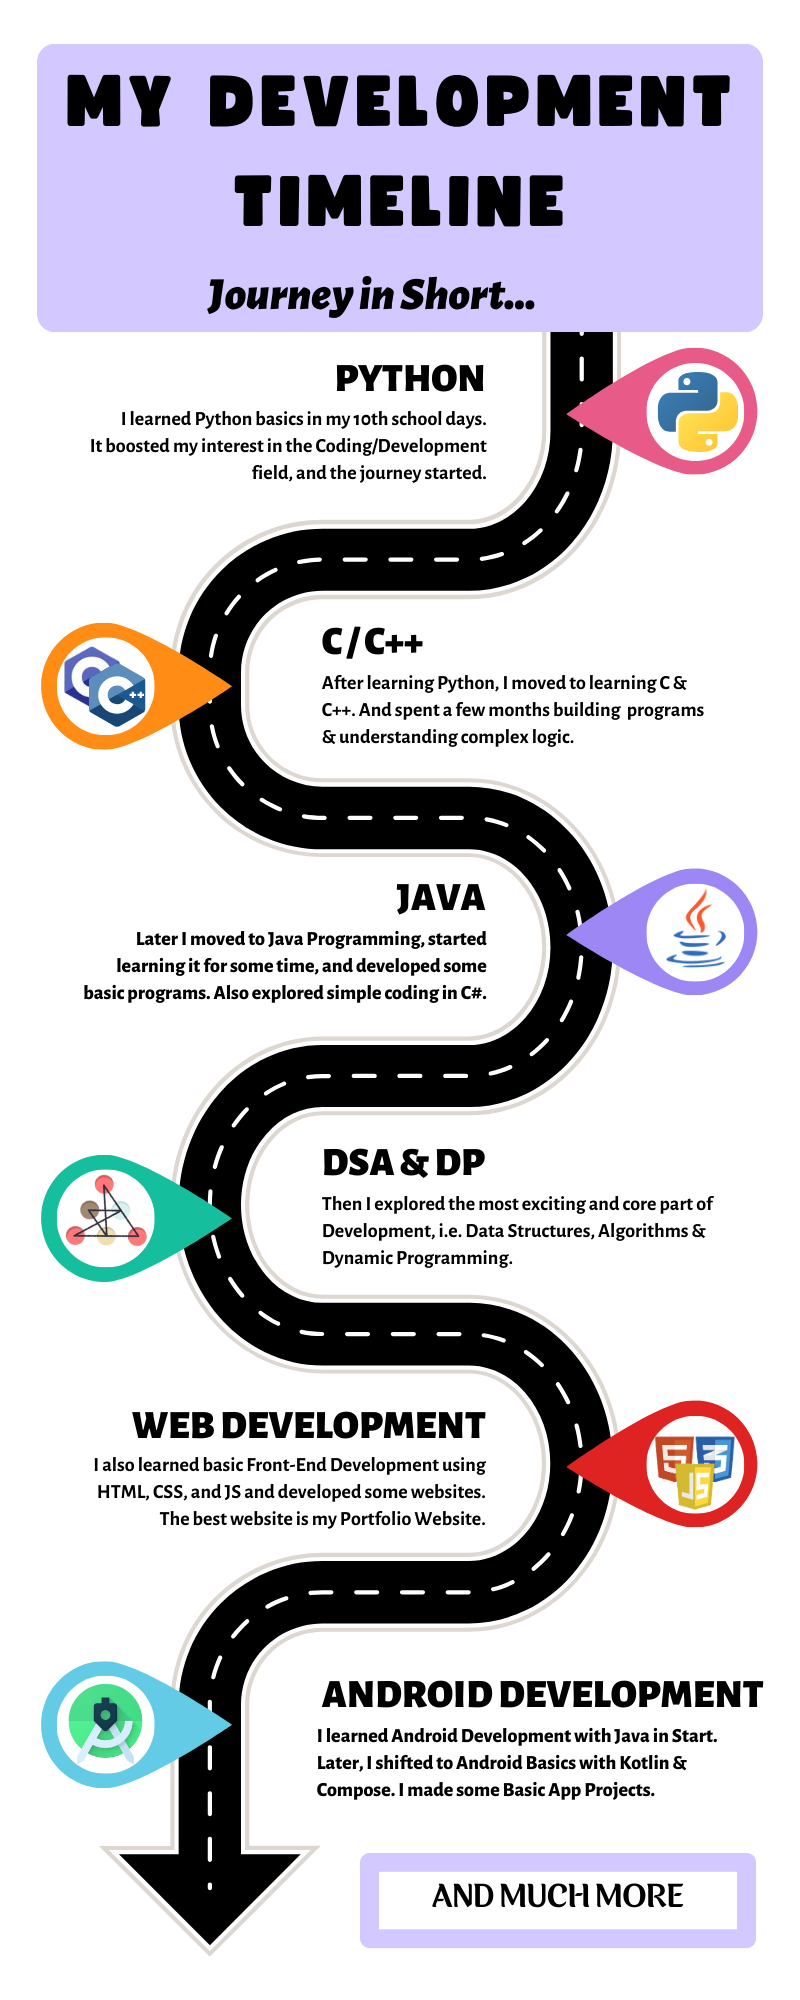 MY DEVELOPMENT
TIMELINE
Journey in Short...
PYTHON
I learned Python basics in my 10th school days.
It boosted my interest in the Coding/Development
field, and the journey started.
C/C++
After learning Python, I moved to learning C &
C++. And spent a few months building programs
& understanding complex logic.
C
C++
JAVA
Later I moved to Java Programming, started
learning it for some time, and developed some
basic programs. Also explored simple coding in C#.
DSA & DP
Then I explored the most exciting and core part of
Development, i.e. Data Structures, Algorithms &
Dynamic Programming.
WEB DEVELOPMENT
I also learned basic Front-End Development using
HTML, CSS, and JS and developed some websites.
The best website is my Portfolio Website.
5 3
JS
ANDROID DEVELOPMENT
I learned Android Development with Java in Start.
Later, I shifted to Android Basics with Kotlin &
Compose. I made some Basic App Projects.
AND MUCH MORE